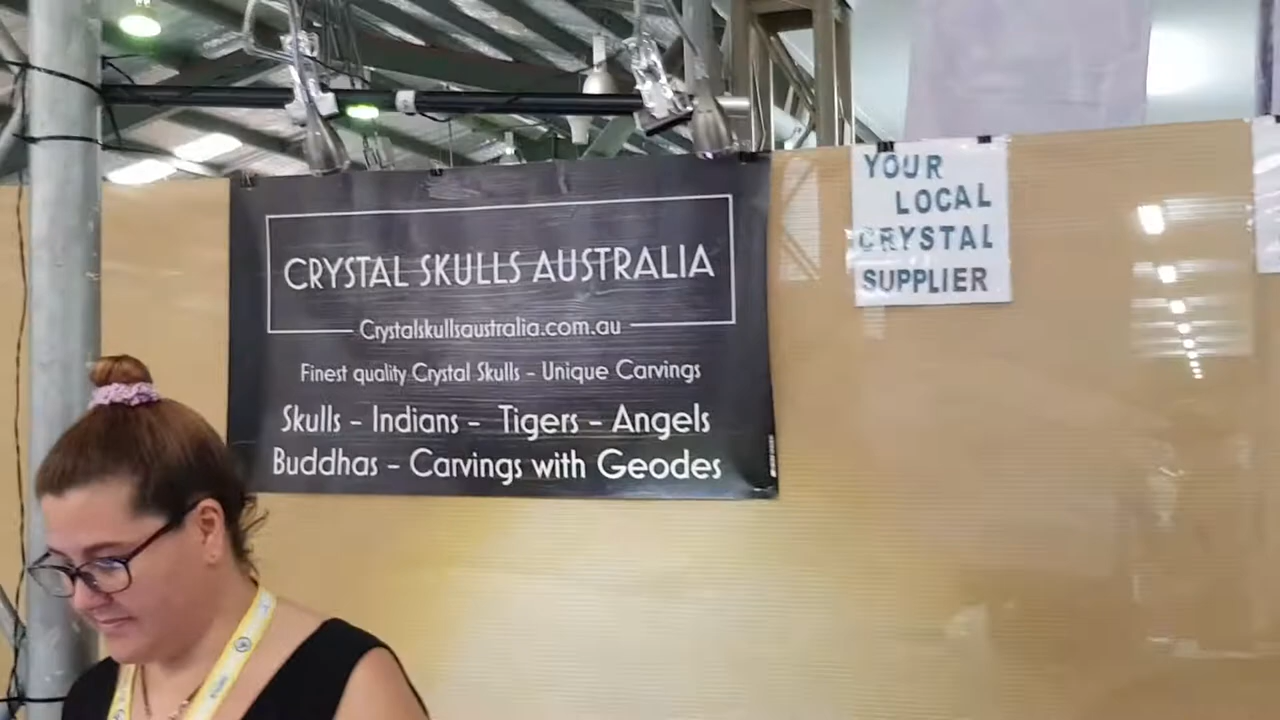 CRYSTAL SKULLS AUSTRALIA
Crystalskullsaustralia.com.au
Finest quality Crystal Skulls - Unique Carvings
Skulls - Indians - Tigers - Angels
Buddhas - Carvings with Geodes
YOUR
LOCAL
CRYSTAL
SUPPLIER